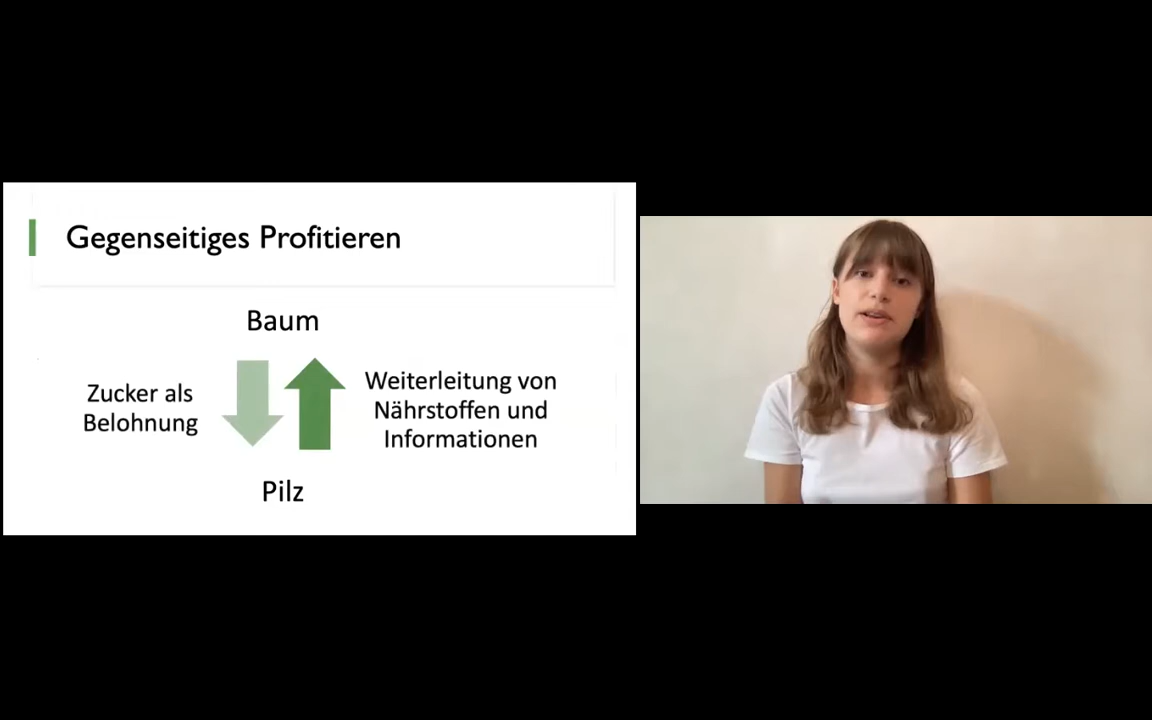 Gegenseitiges Profitieren
Baum
Zucker als
Belohnung
Weiterleitung von
Nährstoffen und
Informationen
Pilz